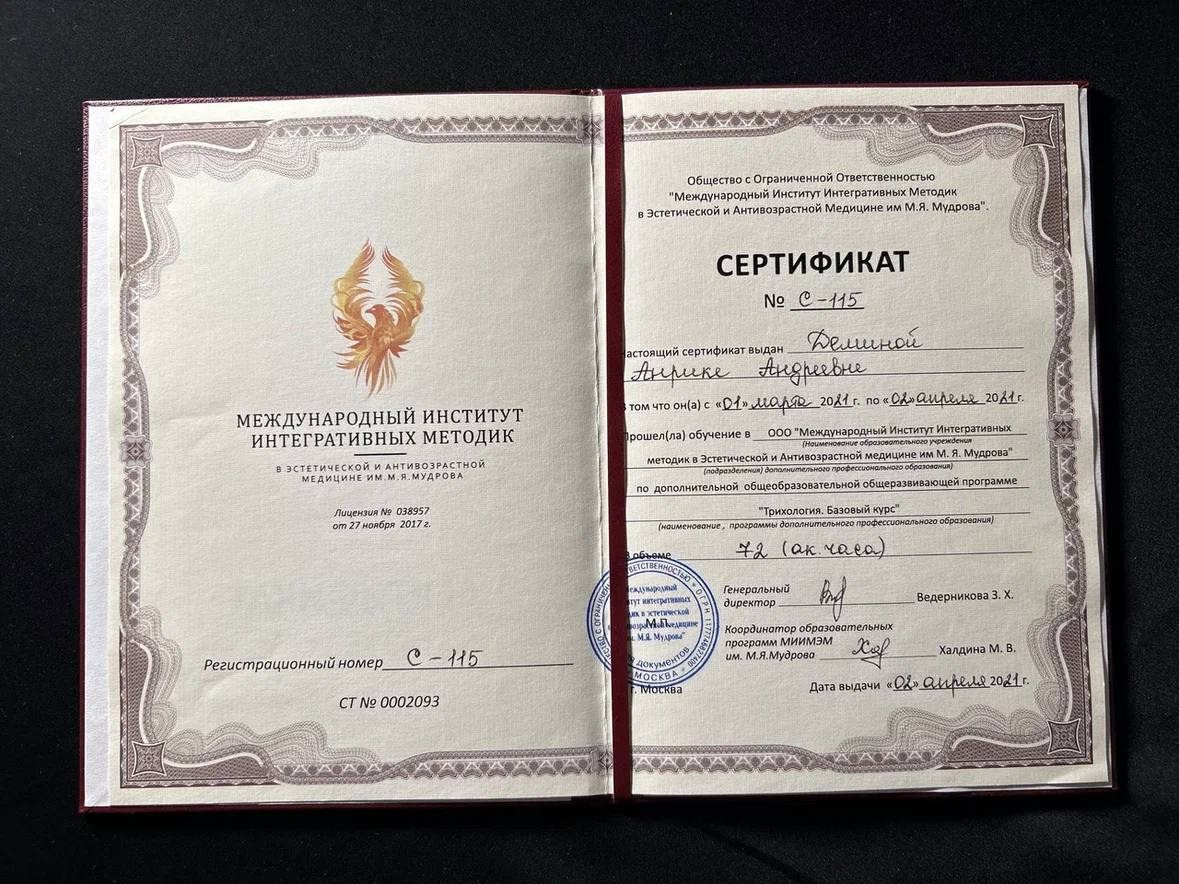 МЕЖДУНАРОДНЫЙ ИНСТИТУТ
ИНТЕГРАТИВНЫХ МЕТОДИК
В ЭСТЕТИЧЕСКОЙ И АНТИВОЗРАСТНОЙ
МЕДИЦИНЕ ИМ.М.Я.МУДРОВА
Лицензия № 038957
от 27 ноября 2017 г.
Регистрационный номер С-115
СТ № 0002093
Общество с Ограниченной Ответственностью
"Международный Институт Интегративных Методик
в Эстетической и Антивозрастной Медицине им М.Я. Мудрова".
СЕРТИФИКАТ
№ С-115
настоящий сертификат выдан Деминой
Анрике Андреевне
в том что он(а) с «01» марта 2021г. по «02» апреля 2021г.
Прошел(ла) обучение в ООО "Международный Институт Интегративных
(Наименование образовательного учреждения
методик в Эстетической и Антивозрастной медицине им М. Я. Мудрова"
(подразделения) дополнительного профессионального образования)
по дополнительной общеобразовательной общеразвивающей программе
"Трихология. Базовый курс"
(наименование , программы дополнительного профессионального образования)
В объеме 72 (ак.часа)
Генеральный
директор Ведерникова З. Х.
Координатор образовательных
программ МИИМЭМ
им. М.Я.Мудрова Халдина М. В.
М.П.
г. Москва
Дата выдачи «02» апреля 2021г.